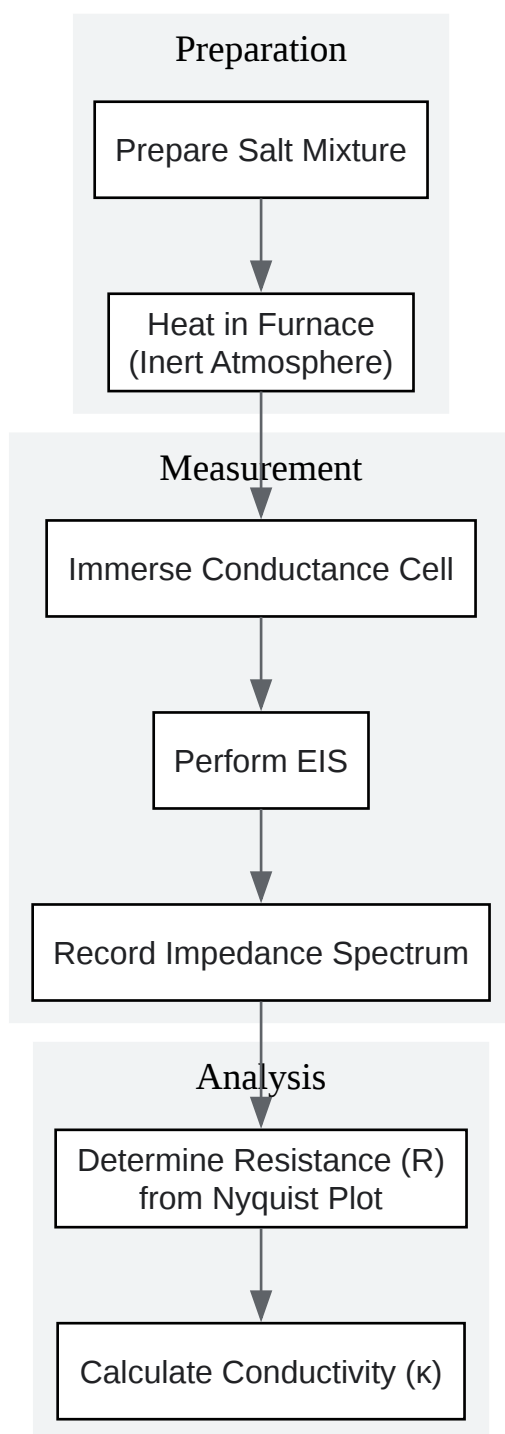 Preparation
Prepare Salt Mixture
Heat in Furnace
(Inert Atmosphere)
Measurement
Immerse Conductance Cell
Perform EIS
Record Impedance Spectrum
Analysis
Determine Resistance (R)
from Nyquist Plot
Calculate Conductivity (κ)